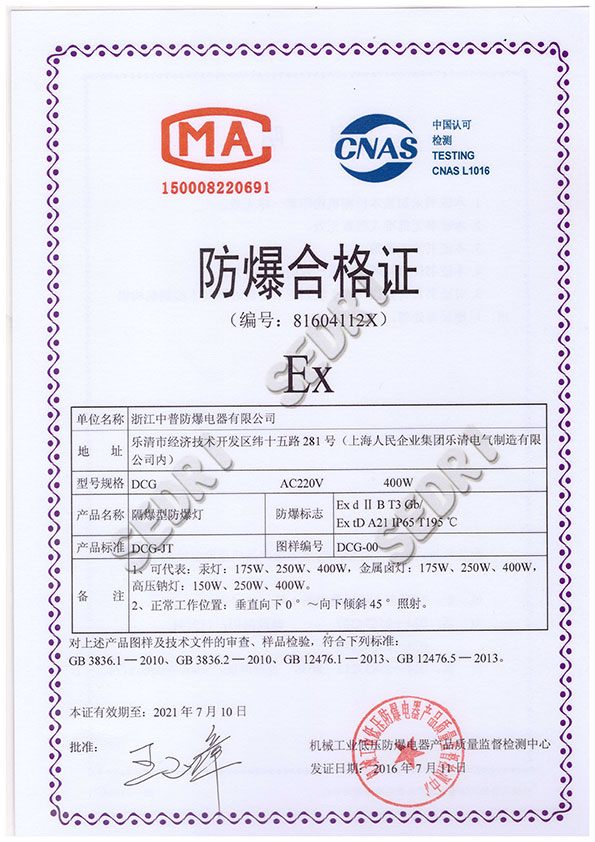 MA
150008220691
CNAS
中国认可
检测
TESTING
CNAS L1016
防爆合格证
（编号：81604112X）
Ex
单位名称 浙江中普防爆电器有限公司
地 址 乐清市经济技术开发区纬十五路281号（上海人民企业集团乐清电气制造有限
公司内）
型号规格 DCG AC220V 400W
产品名称 隔爆型防爆灯 防爆标志 Ex d Ⅱ B T3 Gb/
Ex tD A21 IP65 T195℃
产品标准 DCG-JT 图样编号 DCG-00
备 注 1、可代表：汞灯：175W、250W、400W，金属卤灯：175W、250W、400W，
高压钠灯：150W、250W、400W。
2、正常工作位置：垂直向下0°～向下倾斜45°照射。
对上述产品图样及技术文件的审查、样品检验，符合下列标准：
GB 3836.1—2010、GB 3836.2—2010、GB 12476.1—2013、GB 12476.5—2013。
本证有效期至：2021年7月10日
批准：
机械工业低压防爆电器产品质量监督检测中心
发证日期：2016年7月11日
SEDRI
SEDRI
SEDRI